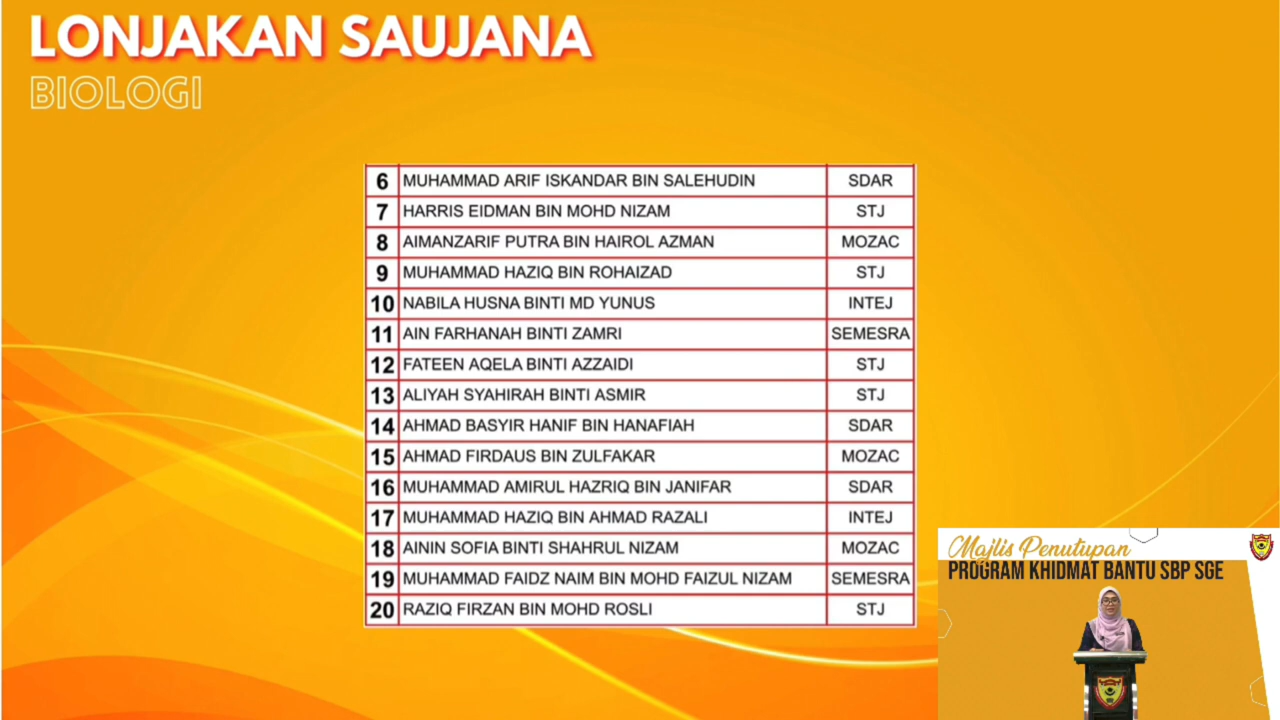 LONJAKAN SAUJANA
BIOLOGI
6 MUHAMMAD ARIF ISKANDAR BIN SALEHUDIN SDAR
7 HARRIS EIDMAN BIN MOHD NIZAM STJ
8 AIMANZARIF PUTRA BIN HAIROL AZMAN MOZAC
9 MUHAMMAD HAZIQ BIN ROHAIZAD STJ
10 NABILA HUSNA BINTI MD YUNUS INTEJ
11 AIN FARHANAH BINTI ZAMRI SEMESRA
12 FATEEN AQELA BINTI AZZAIDI STJ
13 ALIYAH SYAHIRAH BINTI ASMIR STJ
14 AHMAD BASYIR HANIF BIN HANAFIAH SDAR
15 AHMAD FIRDAUS BIN ZULFAKAR MOZAC
16 MUHAMMAD AMIRUL HAZRIQ BIN JANIFAR SDAR
17 MUHAMMAD HAZIQ BIN AHMAD RAZALI INTEJ
18 AININ SOFIA BINTI SHAHRUL NIZAM MOZAC
19 MUHAMMAD FAIDZ NAIM BIN MOHD FAIZUL NIZAM SEMESRA
20 RAZIQ FIRZAN BIN MOHD ROSLI STJ
Majlis Penutupan
PROGRAM KHIDMAT BANTU SBP SGE